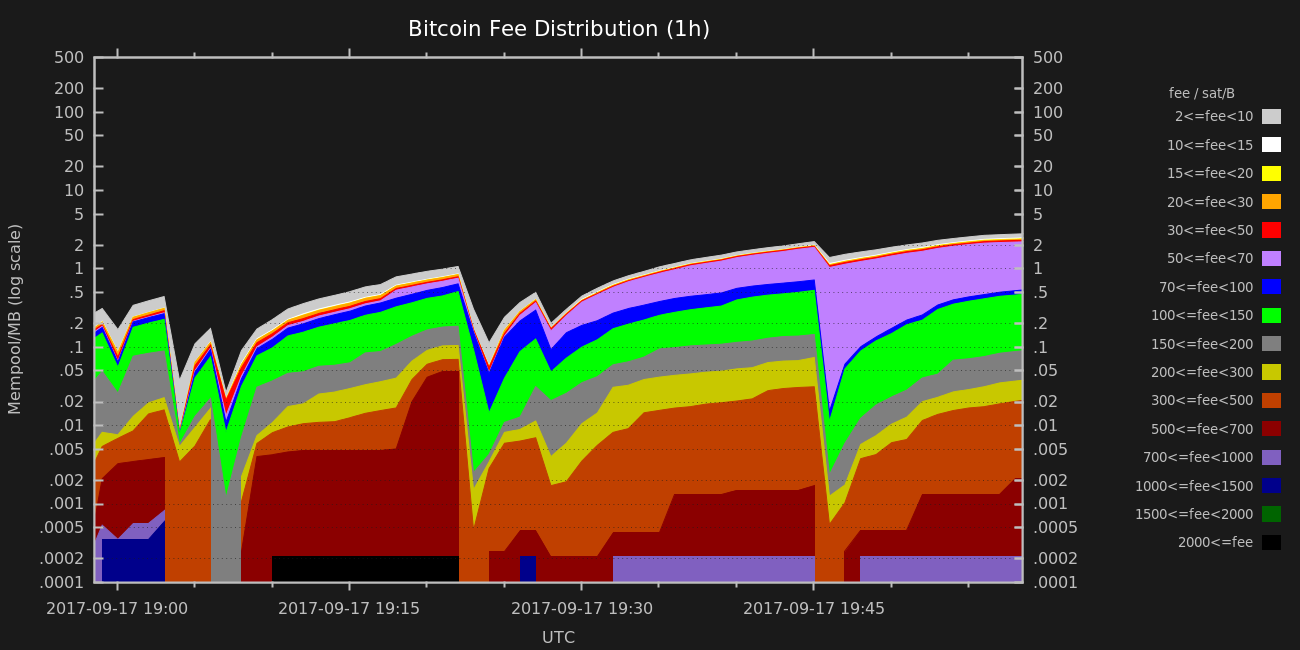 Bitcoin Fee Distribution (1h)
Mempool/MB (log scale)
500
200
100
50
20
10
5
2
1
.5
.2
.1
.05
.02
.01
.005
.002
.001
.0005
.0002
.0001
500
200
100
50
20
10
5
2
1
.5
.2
.1
.05
.02
.01
.005
.002
.001
.0005
.0002
.0001
2017-09-17 19:00
2017-09-17 19:15
2017-09-17 19:30
2017-09-17 19:45
UTC
fee / sat/B
2<=fee<10
10<=fee<15
15<=fee<20
20<=fee<30
30<=fee<50
50<=fee<70
70<=fee<100
100<=fee<150
150<=fee<200
200<=fee<300
300<=fee<500
500<=fee<700
700<=fee<1000
1000<=fee<1500
1500<=fee<2000
2000<=fee